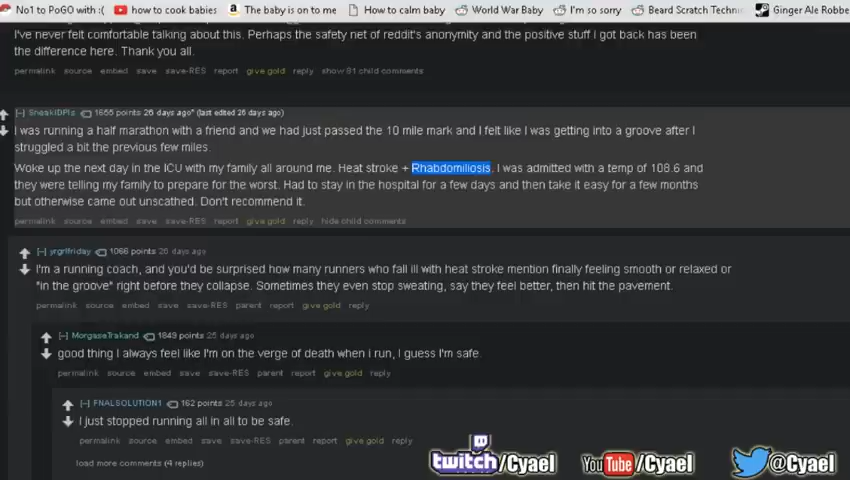 No1 to PoGO with :(
how to cook babies
The baby is on to me
How to calm baby
World War Baby
I'm so sorry
Beard Scratch Techni
Ginger Ale Robbe
I've never felt comfortable talking about this. Perhaps the safety net of reddit's anonymity and the positive stuff I got back has been
the difference here. Thank you all.
permalink source embed save save-RES report give gold reply show 81 child comments
[-] SneakIDPIs 1655 points 26 days ago* (last edited 25 days ago)
I was running a half marathon with a friend and we had just passed the 10 mile mark and I felt like I was getting into a groove after I
struggled a bit the previous few miles.
Woke up the next day in the ICU with my family all around me. Heat stroke + Rhabdomiliosis. I was admitted with a temp of 108.6 and
they were telling my family to prepare for the worst. Had to stay in the hospital for a few days and then take it easy for a few months
but otherwise came out unscathed. Don't recommend it.
permalink source embed save save-RES report give gold reply hide child comments
[-] yrgrlfriday 1066 points 26 days ago
I'm a running coach, and you'd be surprised how many runners who fall ill with heat stroke mention finally feeling smooth or relaxed or
"in the groove" right before they collapse. Sometimes they even stop sweating, say they feel better, then hit the pavement.
permalink source embed save save-RES parent report give gold reply
[-] MorgaseTrakand 1849 points 25 days ago
good thing I always feel like I'm on the verge of death when i run, I guess I'm safe.
permalink source embed save save-RES parent report give gold reply
[-] FNALSOLUTION1 162 points 25 days ago
I just stopped running all in all to be safe.
permalink source embed save save-RES parent report give gold reply
load more comments (4 replies)
twitch/Cyael
YouTube/Cyael
@Cyael